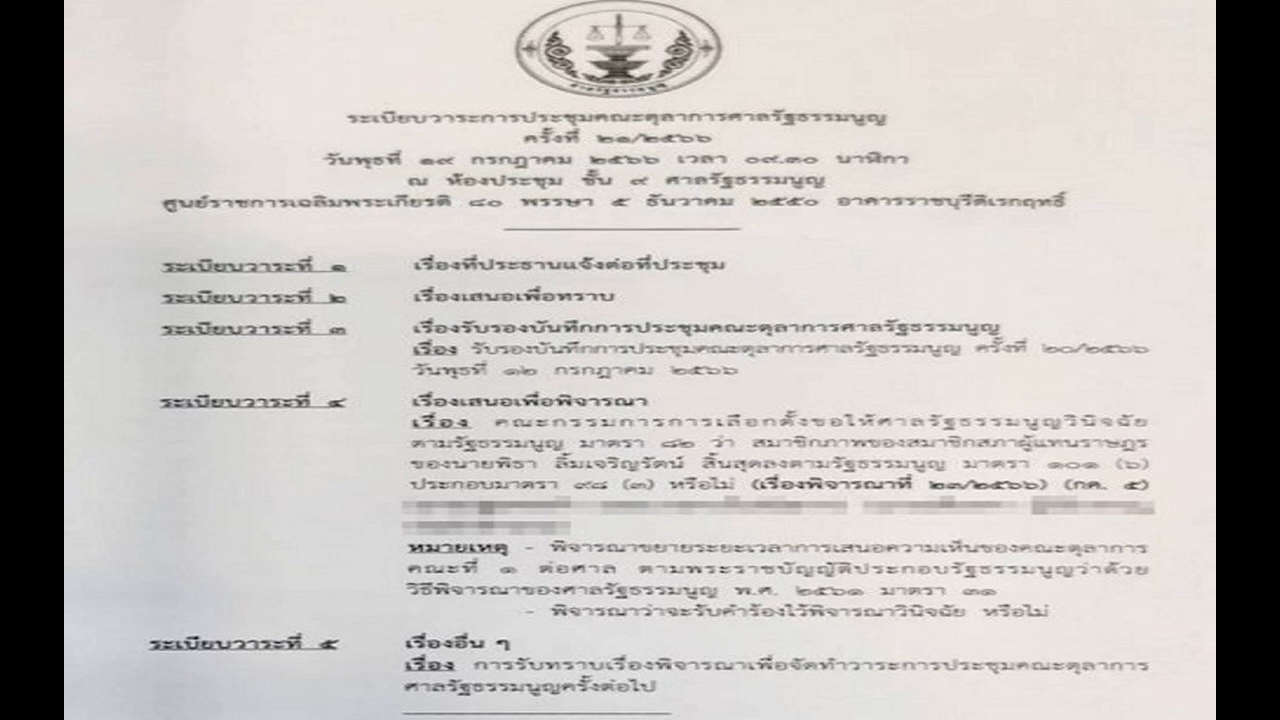 ศาลรัฐธรรมนูญ
ระเบียบวาระการประชุมคณะตุลาการศาลรัฐธรรมนูญ
ครั้งที่ ๒๑/๒๕๖๖
วันพุธที่ ๑๙ กรกฎาคม ๒๕๖๖ เวลา ๐๙.๓๐ นาฬิกา
ณ ห้องประชุม ชั้น ๙ ศาลรัฐธรรมนูญ
ศูนย์ราชการเฉลิมพระเกียรติ ๘๐ พรรษา ๕ ธันวาคม ๒๕๕๐ อาคารราชบุรีดิเรกฤทธิ์
ระเบียบวาระที่ ๑ เรื่องที่ประธานแจ้งต่อที่ประชุม
ระเบียบวาระที่ ๒ เรื่องเสนอเพื่อทราบ
ระเบียบวาระที่ ๓ เรื่องรับรองบันทึกการประชุมคณะตุลาการศาลรัฐธรรมนูญ
เรื่อง รับรองบันทึกการประชุมคณะตุลาการศาลรัฐธรรมนูญ ครั้งที่ ๒๐/๒๕๖๖
วันพุธที่ ๑๒ กรกฎาคม ๒๕๖๖
ระเบียบวาระที่ ๔ เรื่องเสนอเพื่อพิจารณา
เรื่อง คณะกรรมการการเลือกตั้งขอให้ศาลรัฐธรรมนูญวินิจฉัย
ตามรัฐธรรมนูญ มาตรา ๘๒ ว่า สมาชิกภาพของสมาชิกสภาผู้แทนราษฎร
ของนายพิธา ลิ้มเจริญรัตน์ สิ้นสุดลงตามรัฐธรรมนูญ มาตรา ๑๐๑ (๖)
ประกอบมาตรา ๙๘ (๓) หรือไม่ (เรื่องพิจารณาที่ ๒๓/๒๕๖๖) (กค. ๕)
หมายเหตุ - พิจารณาขยายระยะเวลาการเสนอความเห็นของคณะตุลาการ
คณะที่ ๑ ต่อศาล ตามพระราชบัญญัติประกอบรัฐธรรมนูญว่าด้วย
วิธีพิจารณาของศาลรัฐธรรมนูญ พ.ศ. ๒๕๖๑ มาตรา ๓๑
- พิจารณาว่าจะรับคำร้องไว้พิจารณาวินิจฉัย หรือไม่
ระเบียบวาระที่ ๕ เรื่องอื่น ๆ
เรื่อง การรับทราบเรื่องพิจารณาเพื่อจัดทำวาระการประชุมคณะตุลาการ
ศาลรัฐธรรมนูญครั้งต่อไป